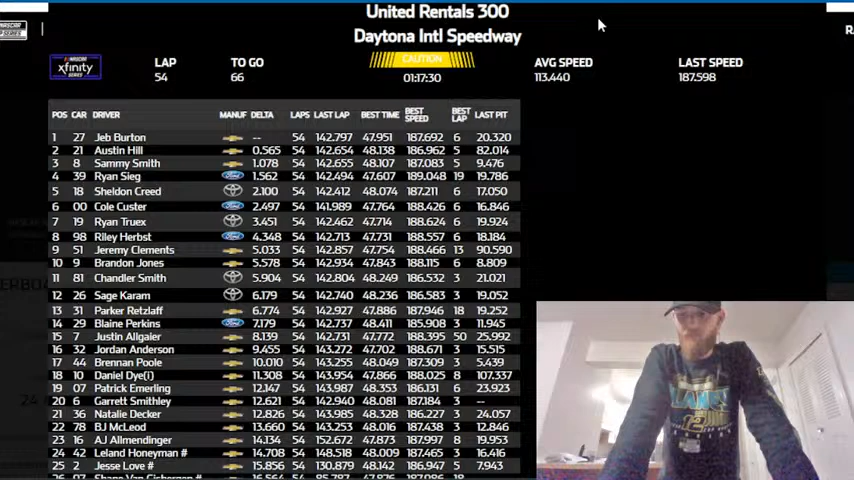 United Rentals 300
Daytona Intl Speedway
xfinity
SERIES
LAP TO GO CAUTION AVG SPEED LAST SPEED
54 66 01:17:30 113.440 187.598
POS CAR DRIVER MANUF DELTA LAPS LAST LAP BEST TIME BEST SPEED BEST LAP LAST PIT
1 27 Jeb Burton -- 54 142.797 47.951 187.692 6 20.320
2 21 Austin Hill 0.565 54 142.654 48.138 186.962 5 82.014
3 8 Sammy Smith 1.078 54 142.655 48.107 187.083 5 9.476
4 39 Ryan Sieg Ford 1.562 54 142.494 47.607 189.048 19 19.786
5 18 Sheldon Creed 2.100 54 142.412 48.074 187.211 6 17.050
6 00 Cole Custer Ford 2.497 54 141.989 47.764 188.426 6 16.846
7 19 Ryan Truex 3.451 54 142.462 47.714 188.624 6 19.924
8 98 Riley Herbst Ford 4.348 54 142.713 47.731 188.557 6 18.184
9 51 Jeremy Clements 5.033 54 142.857 47.754 188.466 13 90.590
10 9 Brandon Jones 5.578 54 142.934 47.843 188.115 6 8.809
11 81 Chandler Smith 5.904 54 142.804 48.249 186.532 3 21.021
12 26 Sage Karam 6.179 54 142.740 48.236 186.583 3 19.052
13 31 Parker Retzlaff 6.774 54 142.927 47.886 187.946 18 19.252
14 29 Blaine Perkins Ford 7.179 54 142.737 48.411 185.908 3 11.945
15 7 Justin Allgaier 8.139 54 142.731 47.772 188.395 50 25.992
16 32 Jordan Anderson 9.455 54 143.227 47.702 188.671 3 15.515
17 44 Brennan Poole 10.010 54 143.255 48.049 187.309 3 5.439
18 10 Daniel Dye(i) 11.308 54 143.954 47.866 188.025 8 107.337
19 07 Patrick Emerling 12.147 54 143.987 48.353 186.131 6 23.923
20 6 Garrett Smithley 12.621 54 142.940 48.081 187.184 3 --
21 36 Natalie Decker 12.826 54 143.985 48.328 186.227 3 24.057
22 78 BJ McLeod 13.660 54 143.253 48.016 187.438 3 12.846
23 16 AJ Allmendinger 14.134 54 152.672 47.873 187.997 8 19.953
24 42 Leland Honeyman # 14.708 54 148.518 48.009 187.465 3 16.416
25 2 Jesse Love # 15.856 54 130.879 48.142 186.947 5 7.943